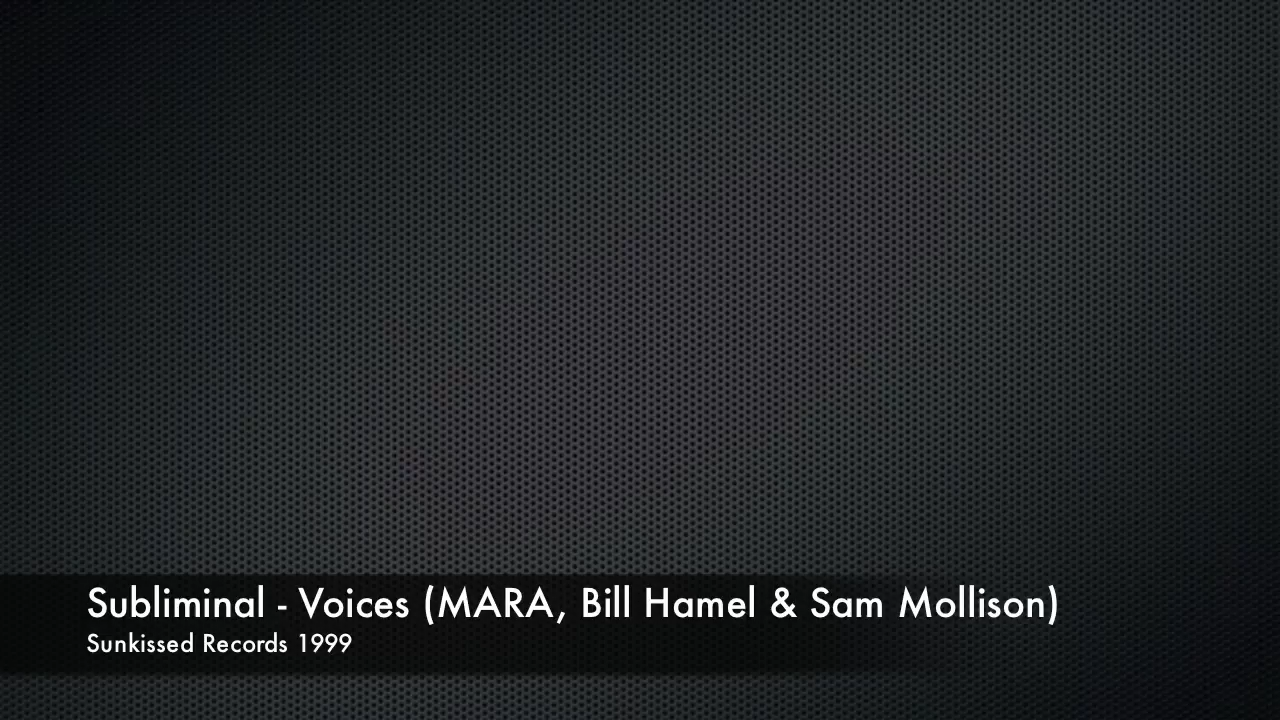 Subliminal - Voices (MARA, Bill Hamel & Sam Mollison)
Sunkissed Records 1999